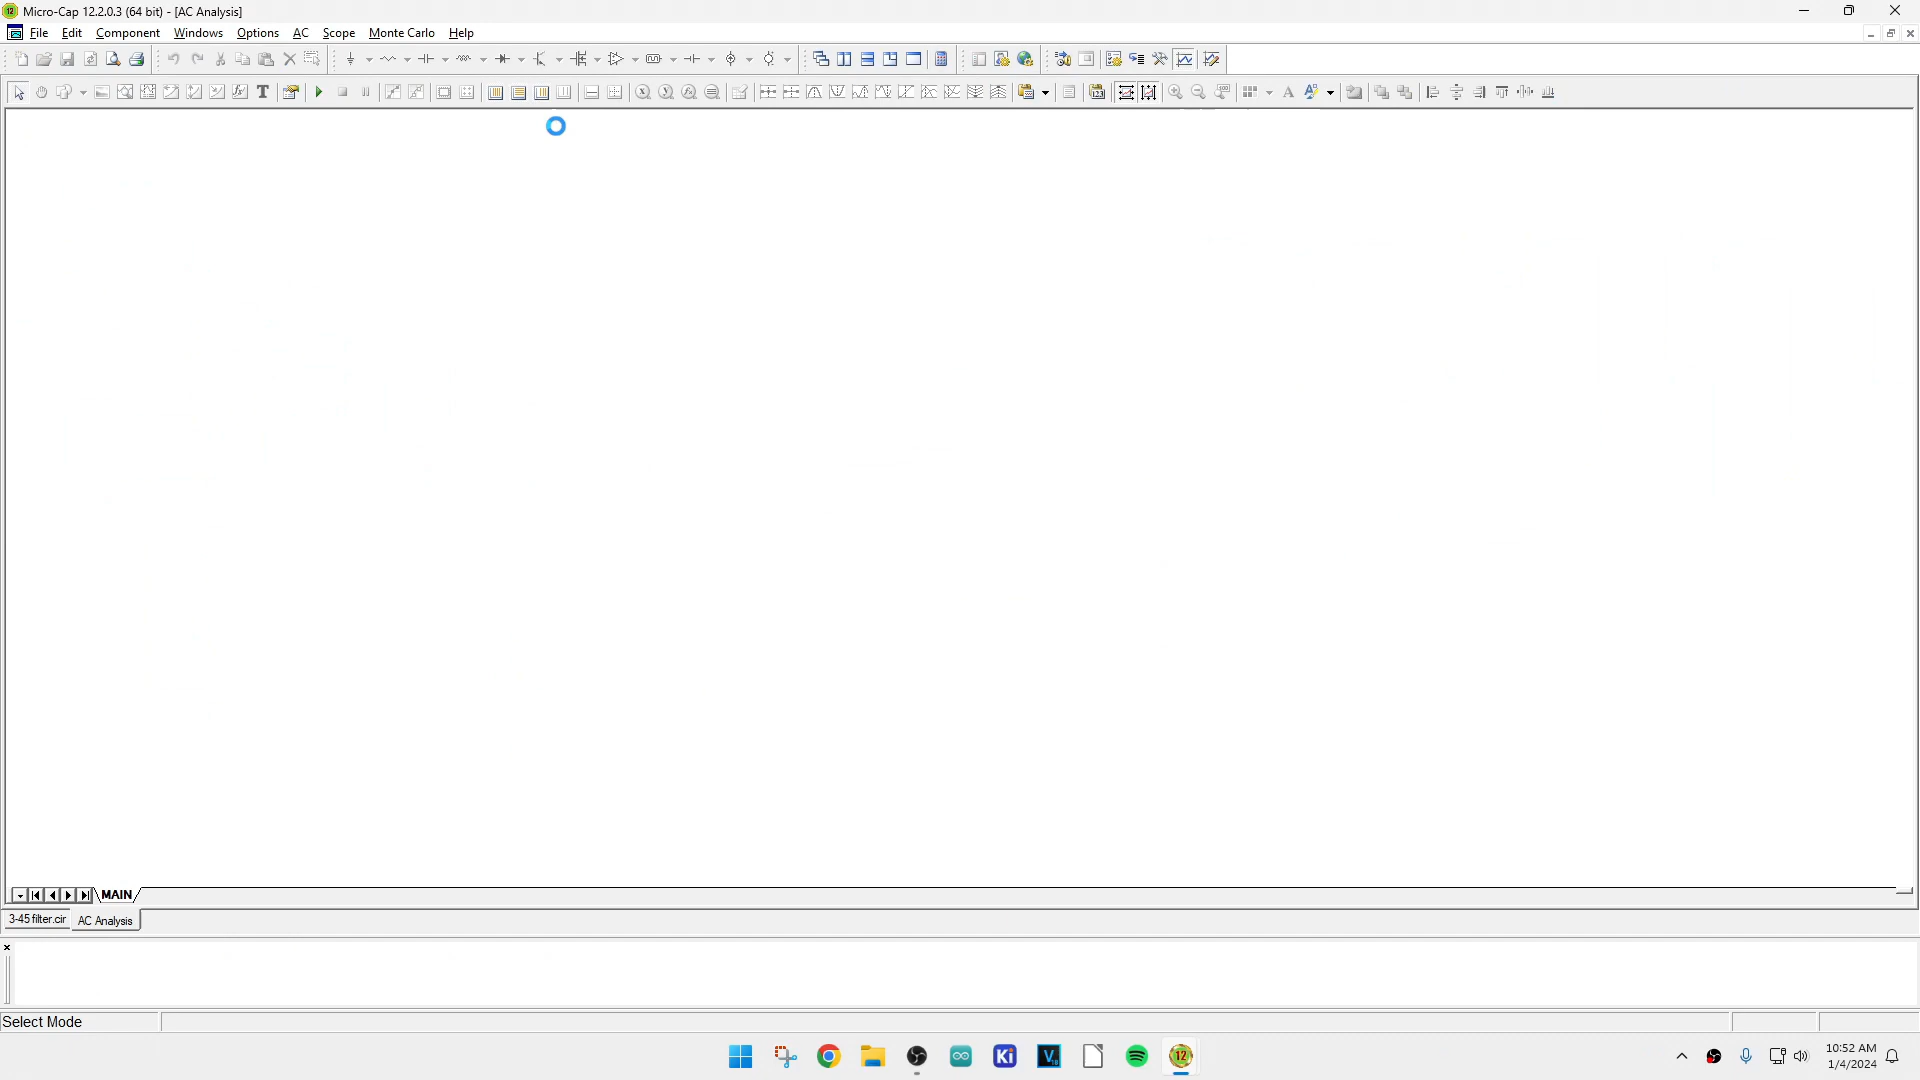 Micro-Cap 12.2.0.3 (64 bit) - [AC Analysis]
File Edit Component Windows Options AC Scope Monte Carlo Help
MAIN
3-45 filter.cir AC Analysis
Select Mode
10:52 AM
1/4/2024